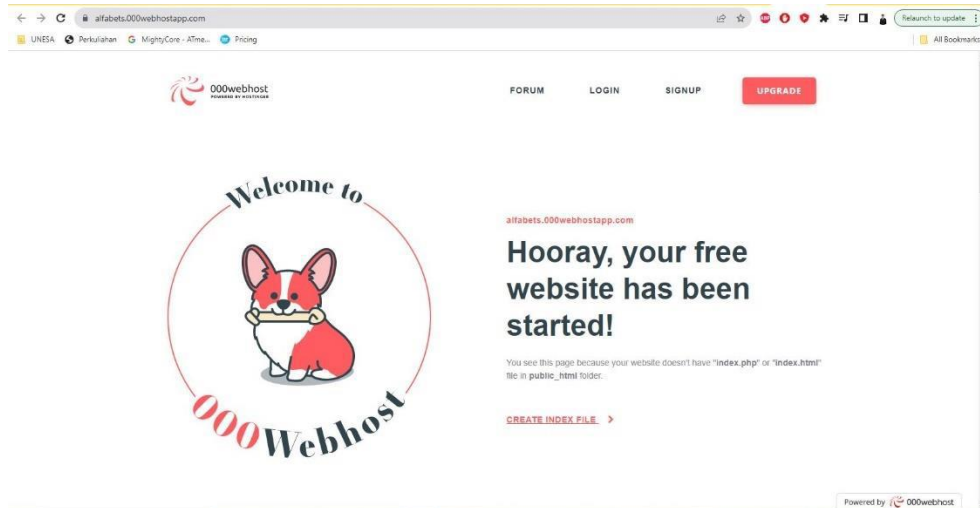 alfabets.000webhostapp.com
Relaunch to update
UNESA Perkuliahan MightyCore - ATme... Pricing All Bookmarks
000webhost
POWERED BY HOSTINGER
FORUM LOGIN SIGNUP UPGRADE
Welcome to
000Webhost
alfabets.000webhostapp.com
Hooray, your free
website has been
started!
You see this page because your website doesn't have "index.php" or "index.html"
file in public_html folder.
CREATE INDEX FILE
Powered by 000webhost